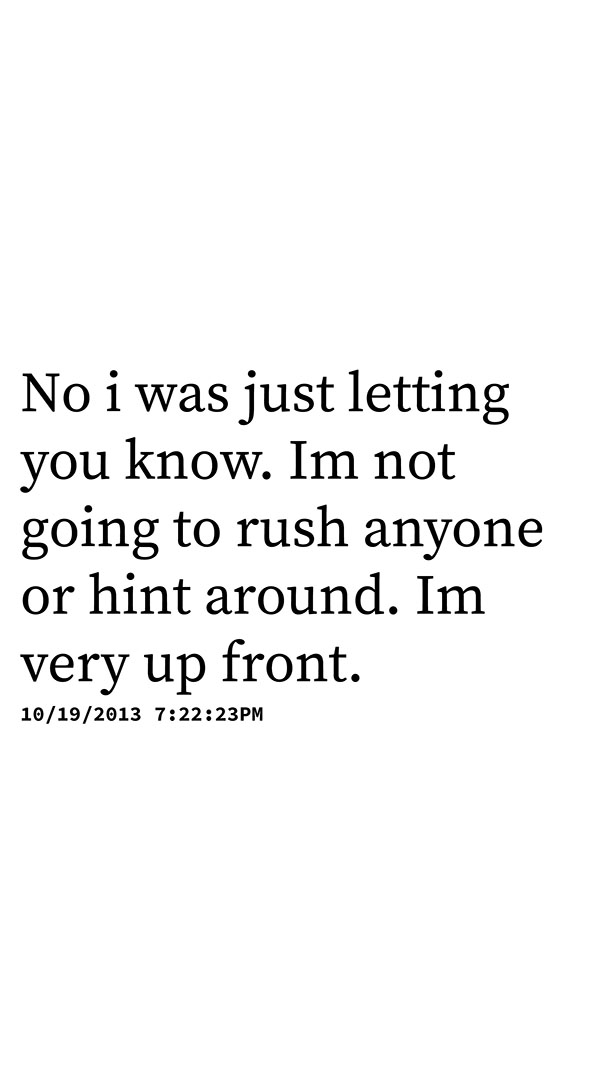 No i was just letting
you know. Im not
going to rush anyone
or hint around. Im
very up front.
10/19/2013 7:22:23PM